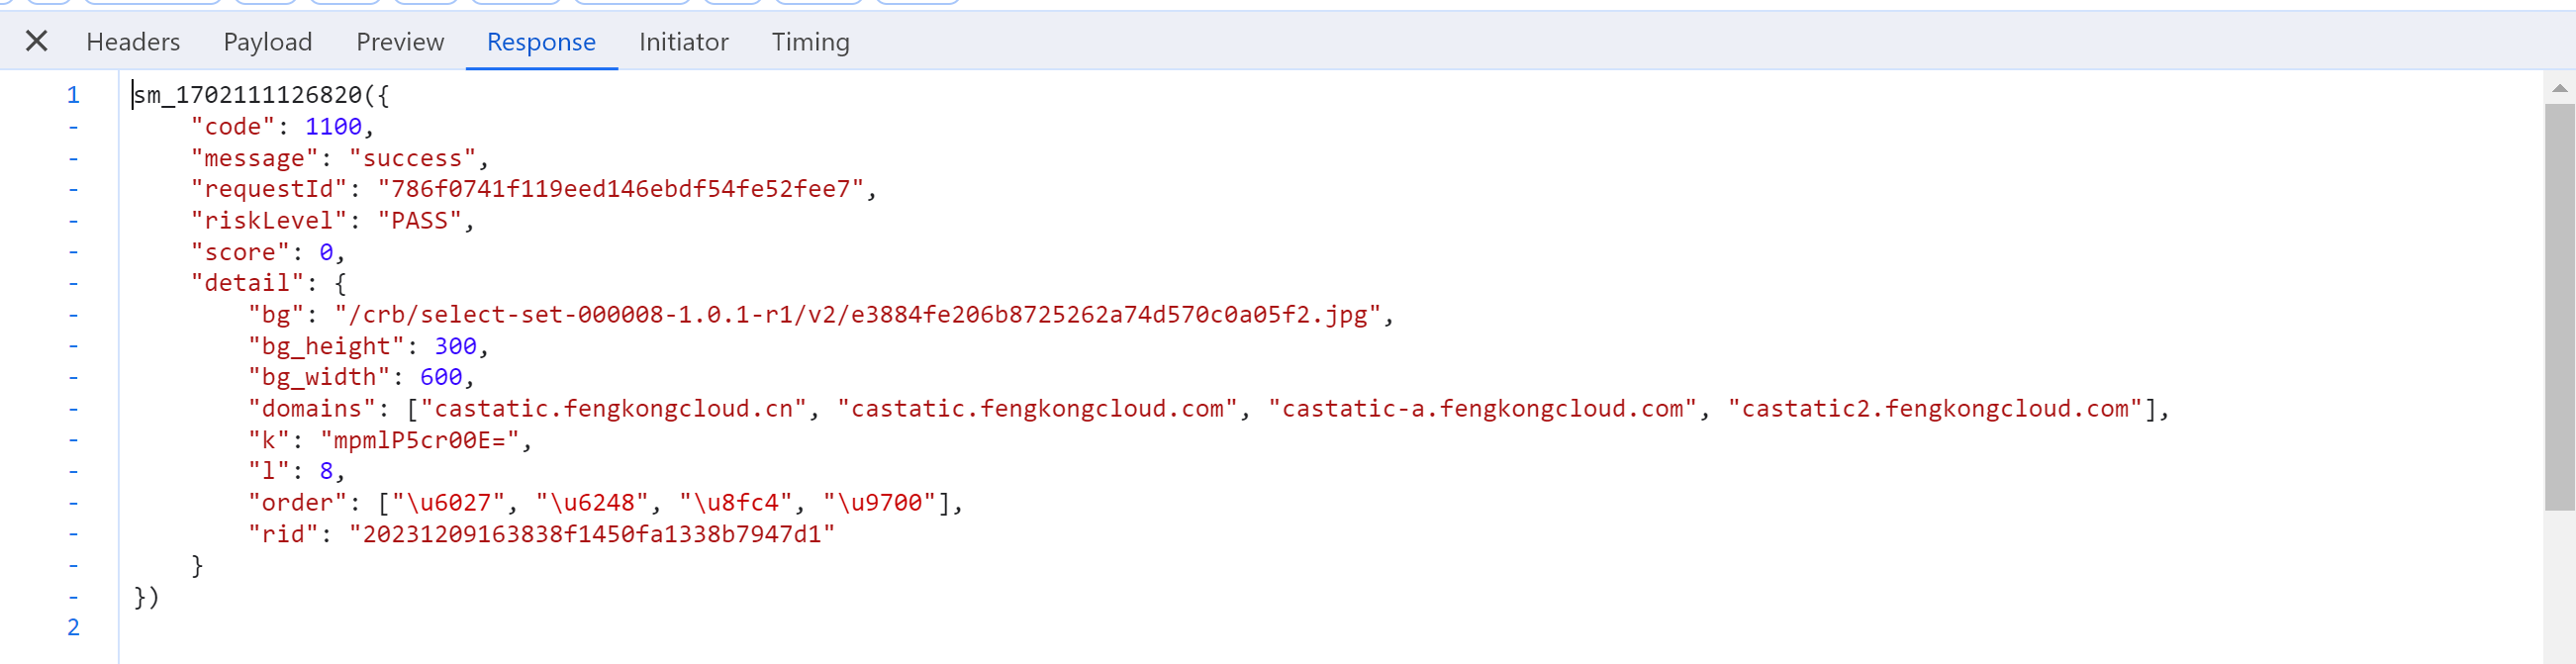 Headers Payload Preview Response Initiator Timing
1 sm_1702111126820({
- "code": 1100,
- "message": "success",
- "requestId": "786f0741f119eed146ebdf54fe52fee7",
- "riskLevel": "PASS",
- "score": 0,
- "detail": {
- "bg": "/crb/select-set-000008-1.0.1-r1/v2/e3884fe206b8725262a74d570c0a05f2.jpg",
- "bg_height": 300,
- "bg_width": 600,
- "domains": ["castatic.fengkongcloud.cn", "castatic.fengkongcloud.com", "castatic-a.fengkongcloud.com", "castatic2.fengkongcloud.com"],
- "k": "mpmlP5cr00E=",
- "l": 8,
- "order": ["\u6027", "\u6248", "\u8fc4", "\u9700"],
- "rid": "20231209163838f1450fa1338b7947d1"
- }
- })
2